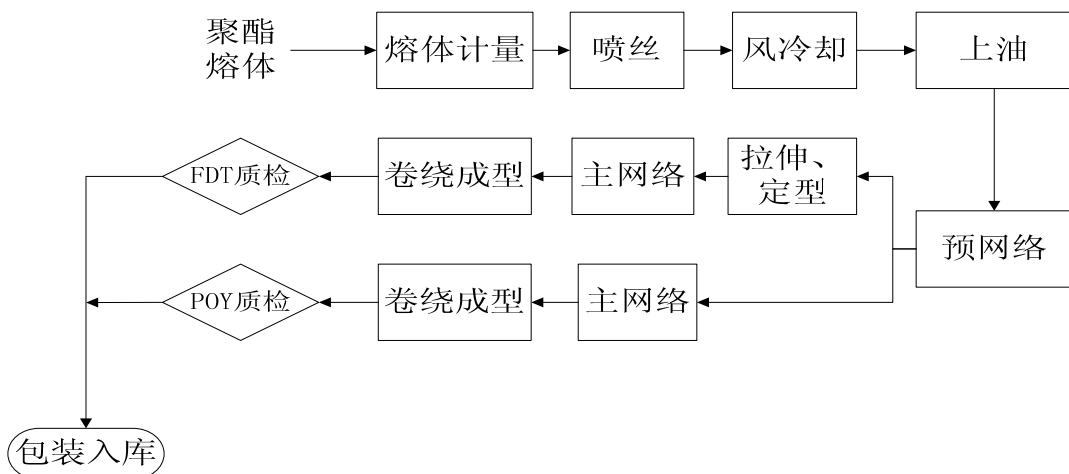 聚酯
熔体
熔体计量
喷丝
风冷却
上油
FDT质检
卷绕成型
主网络
拉伸、
定型
预网络
POY质检
卷绕成型
主网络
包装入库